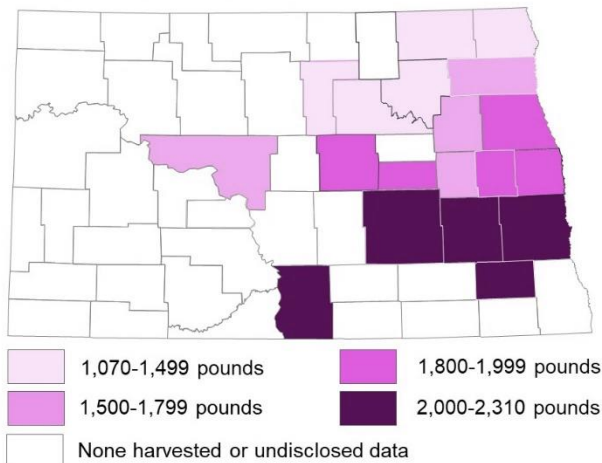 1,070-1,499 pounds
1,800-1,999 pounds
1,500-1,799 pounds
2,000-2,310 pounds
None harvested or undisclosed data